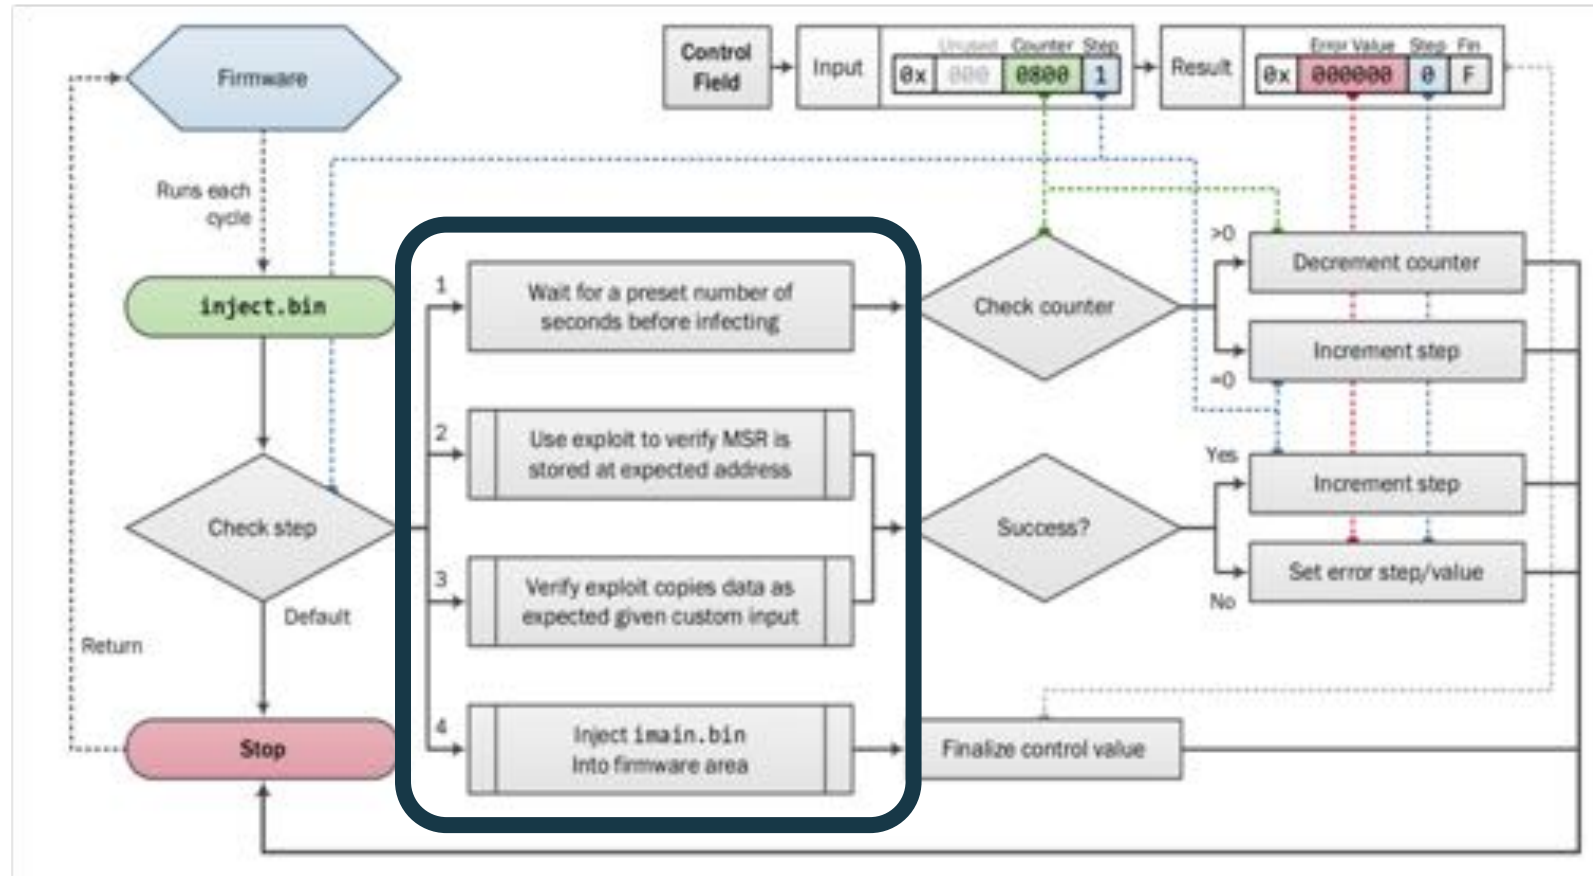 Firmware
Control
Field
Input
Unused Counter Step
0x 000 0800 1
Result
Error Value Step Fin
0x 000000 0 F
Runs each
cycle
inject.bin
1
Wait for a preset number of
seconds before infecting
Check counter
>0
Decrement counter
Increment step
=0
2
Use exploit to verify MSR is
stored at expected address
Check step
Success?
Yes
Increment step
Set error step/value
No
3
Verify exploit copies data as
expected given custom input
Default
Return
Stop
4
Inject imain.bin
Into firmware area
Finalize control value